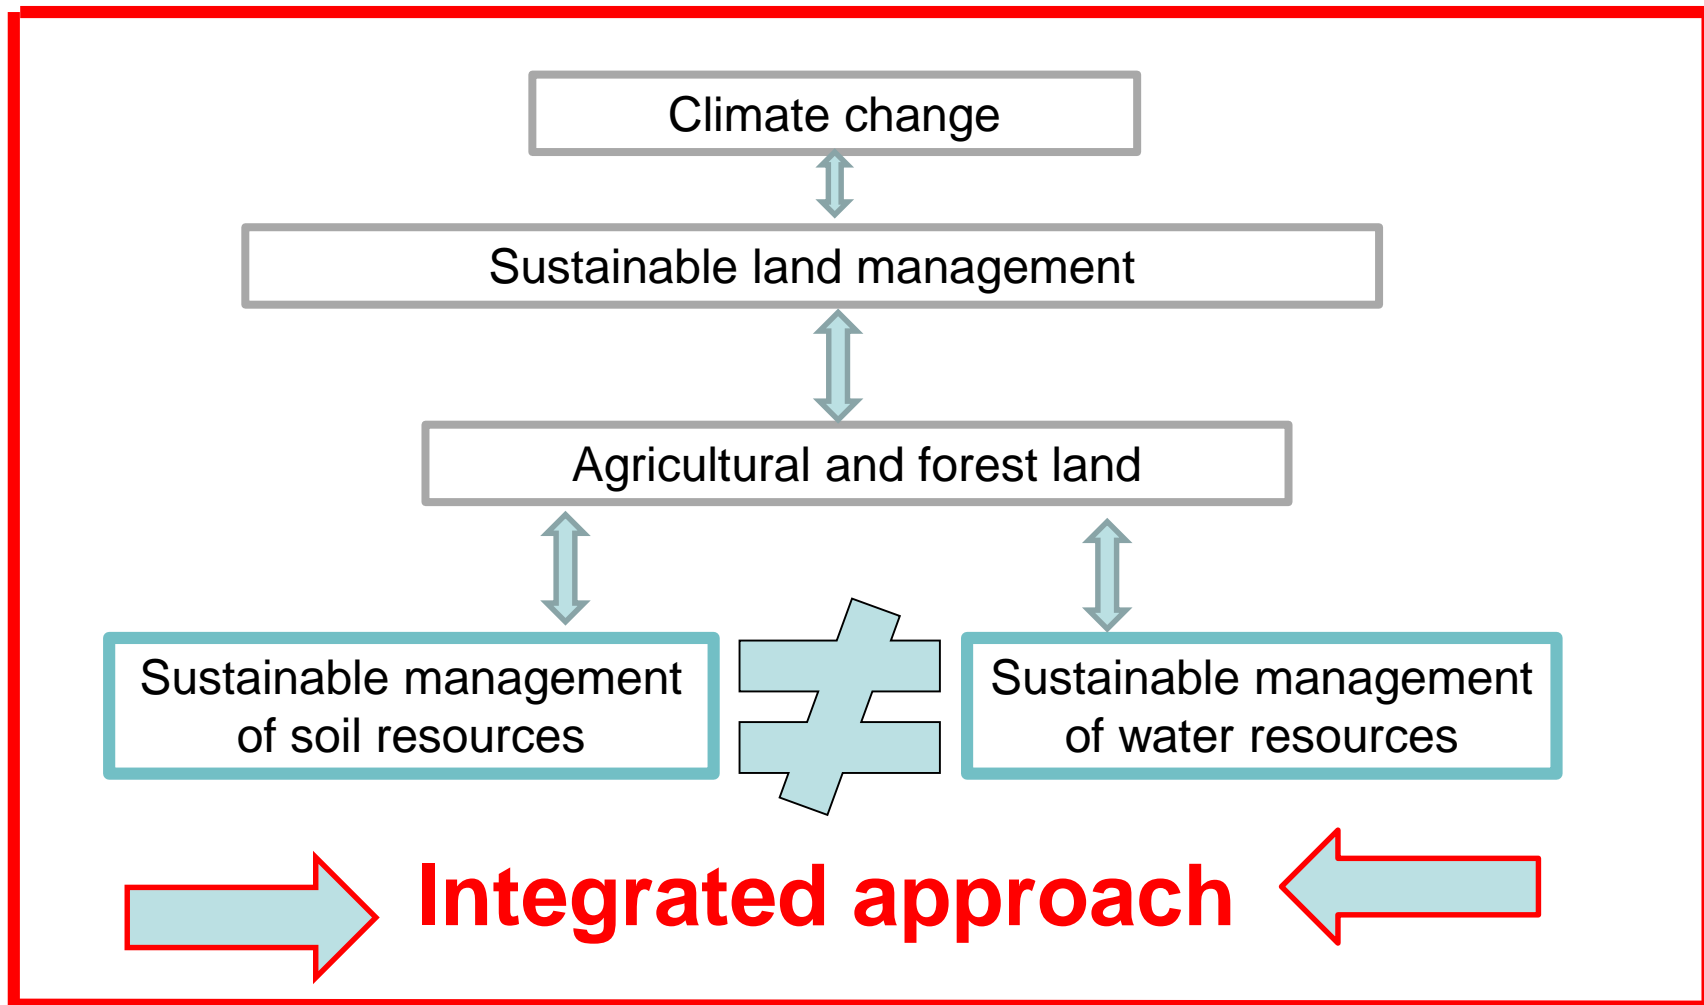 Climate change
Sustainable land management
Agricultural and forest land
Sustainable management
of soil resources
Sustainable management
of water resources
Integrated approach